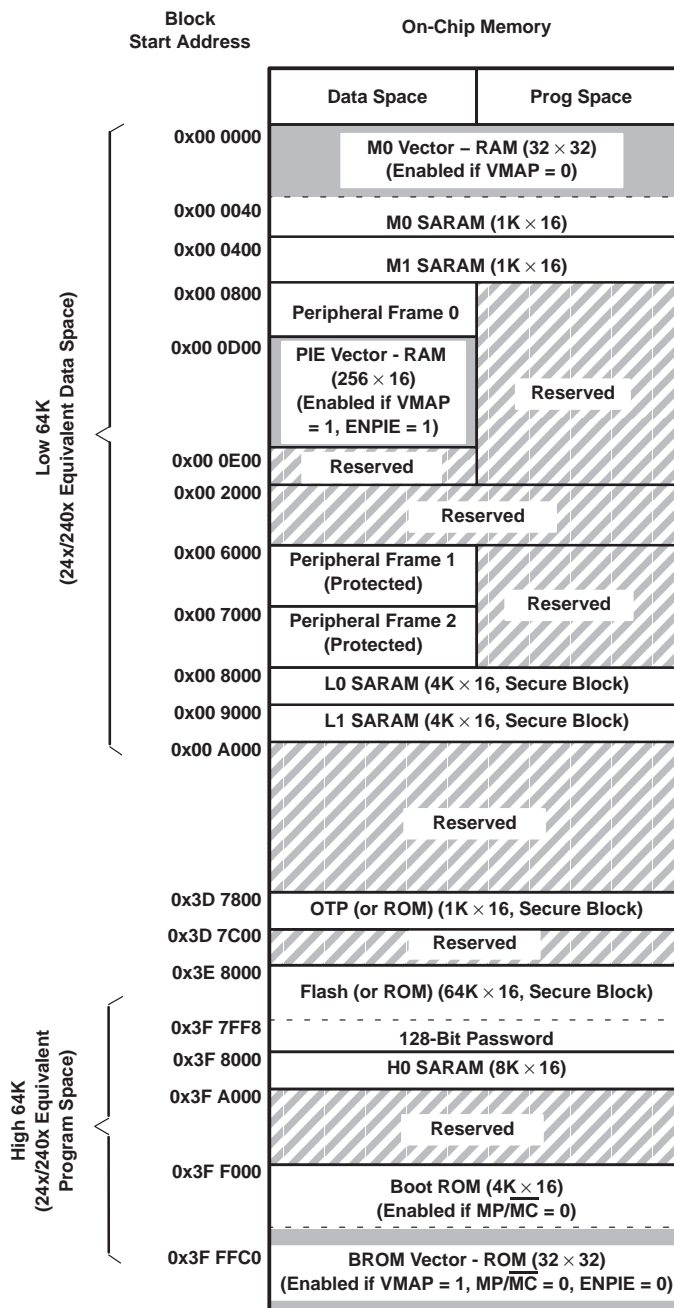 Block
Start Address
On-Chip Memory
Data Space
Prog Space
0x00 0000
M0 Vector – RAM (32 × 32)
(Enabled if VMAP = 0)
0x00 0040
M0 SARAM (1K × 16)
0x00 0400
M1 SARAM (1K × 16)
0x00 0800
Peripheral Frame 0
0x00 0D00
PIE Vector - RAM
(256 × 16)
(Enabled if VMAP
= 1, ENPIE = 1)
Reserved
0x00 0E00
Reserved
0x00 2000
Reserved
0x00 6000
Peripheral Frame 1
(Protected)
Reserved
0x00 7000
Peripheral Frame 2
(Protected)
0x00 8000
L0 SARAM (4K × 16, Secure Block)
0x00 9000
L1 SARAM (4K × 16, Secure Block)
0x00 A000
Low 64K
(24x/240x Equivalent Data Space)
Reserved
0x3D 7800
OTP (or ROM) (1K × 16, Secure Block)
0x3D 7C00
Reserved
0x3E 8000
Flash (or ROM) (64K × 16, Secure Block)
0x3F 7FF8
128-Bit Password
0x3F 8000
H0 SARAM (8K × 16)
0x3F A000
Reserved
High 64K
(24x/240x Equivalent
Program Space)
0x3F F000
Boot ROM (4K × 16)
(Enabled if MP/M̅C̅ = 0)
0x3F FFC0
BROM Vector - ROM (32 × 32)
(Enabled if VMAP = 1, MP/M̅C̅ = 0, ENPIE = 0)